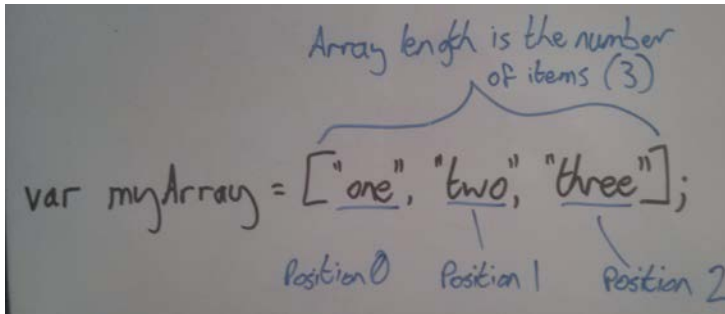 Array length is the number
of items (3)
var myArray = ["one", "two", "three"];
Position 0 Position 1 Position 2